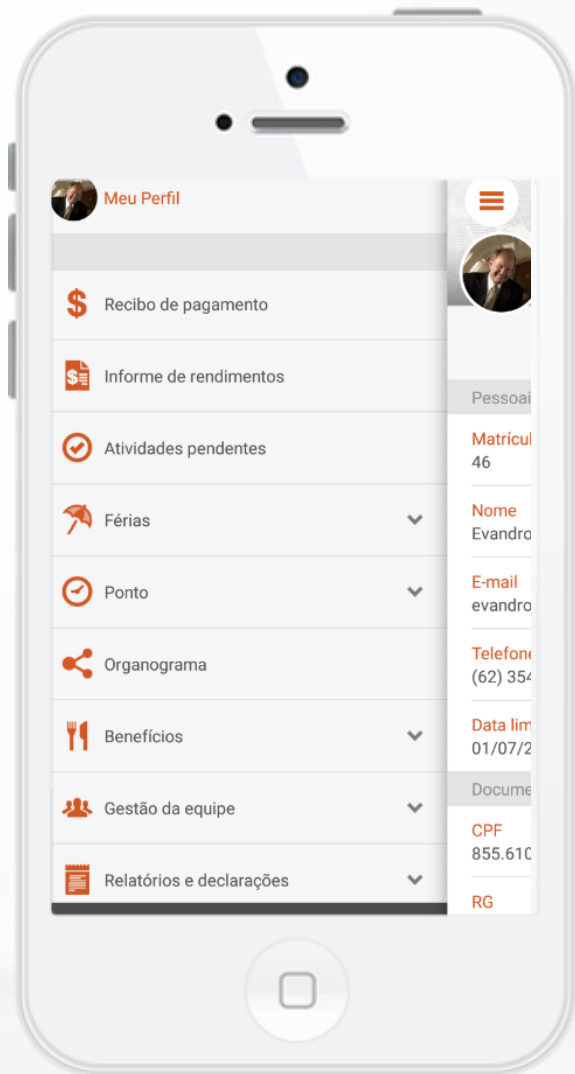 Meu Perfil
Recibo de pagamento
Informe de rendimentos
Atividades pendentes
Férias
Ponto
Organograma
Benefícios
Gestão da equipe
Relatórios e declarações
Pessoai
Matrícul
46
Nome
Evandro
E-mail
evandro
Telefone
(62) 354
Data lim
01/07/2
Docume
CPF
855.610
RG